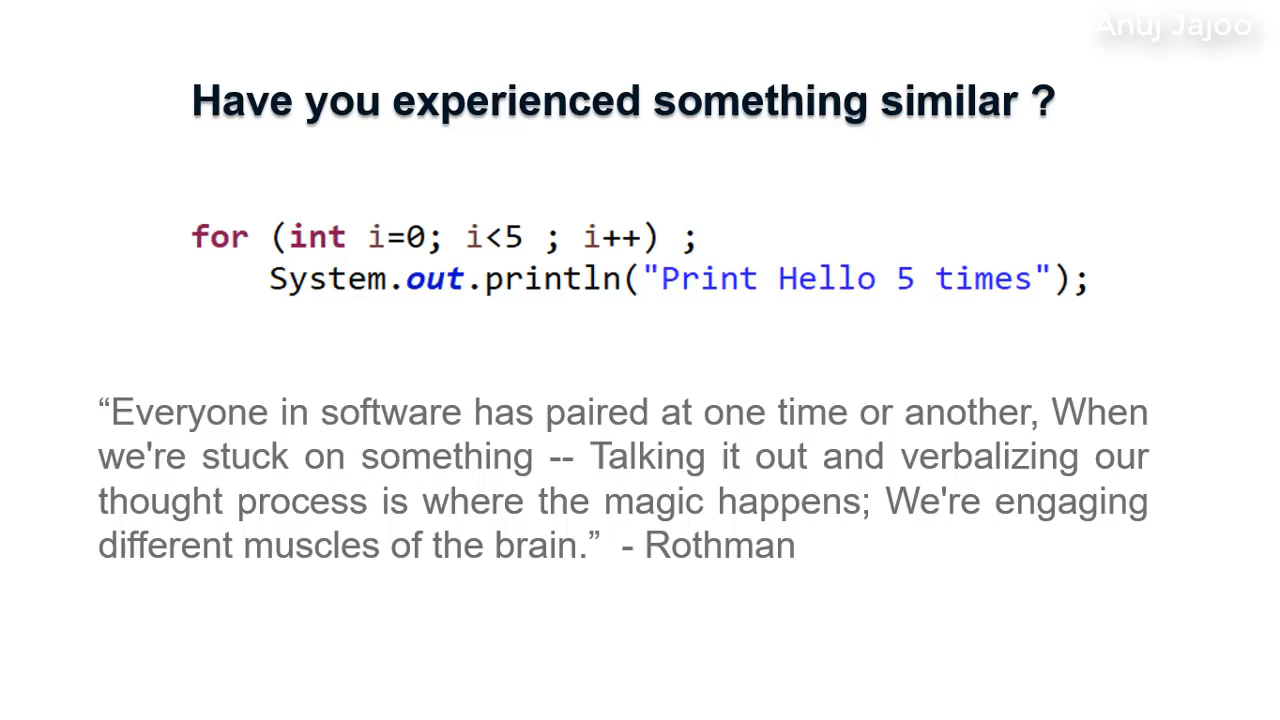 Anuj Jajoo
Have you experienced something similar ?
for (int i=0; i<5 ; i++) ;
System.out.println("Print Hello 5 times");
“Everyone in software has paired at one time or another, When
we're stuck on something -- Talking it out and verbalizing our
thought process is where the magic happens; We're engaging
different muscles of the brain.”  - Rothman